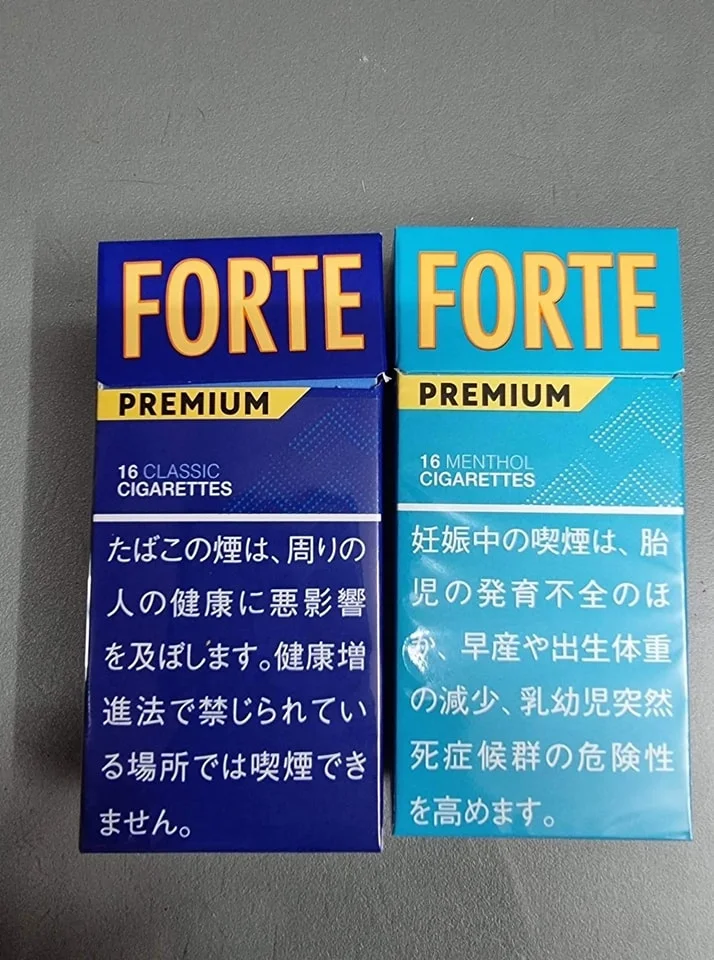 FORTE
PREMIUM
16 CLASSIC
CIGARETTES
たばこの煙は、周りの
人の健康に悪影響
を及ぼします。健康増
進法で禁じられてい
る場所では喫煙でき
ません。
FORTE
PREMIUM
16 MENTHOL
CIGARETTES
妊娠中の喫煙は、胎
児の発育不全のほ
か、早産や出生体重
の減少、乳幼児突然
死症候群の危険性
を高めます。